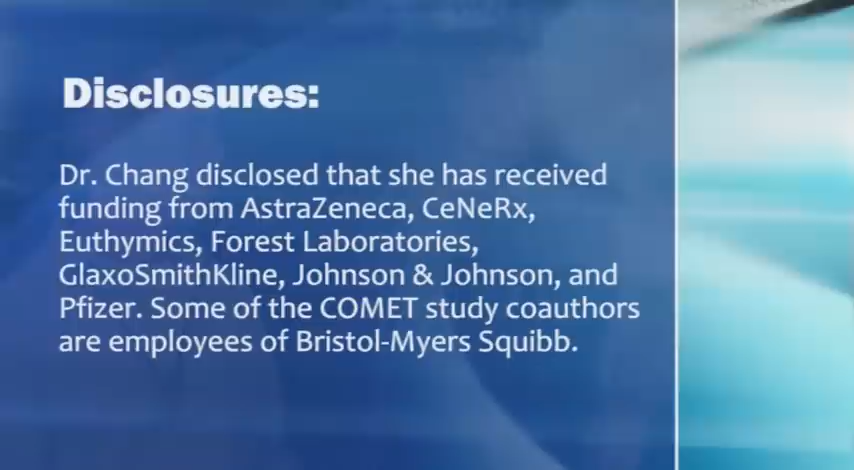 Disclosures:
Dr. Chang disclosed that she has received
funding from AstraZeneca, CeNeRx,
Euthymics, Forest Laboratories,
GlaxoSmithKline, Johnson & Johnson, and
Pfizer. Some of the COMET study coauthors
are employees of Bristol-Myers Squibb.